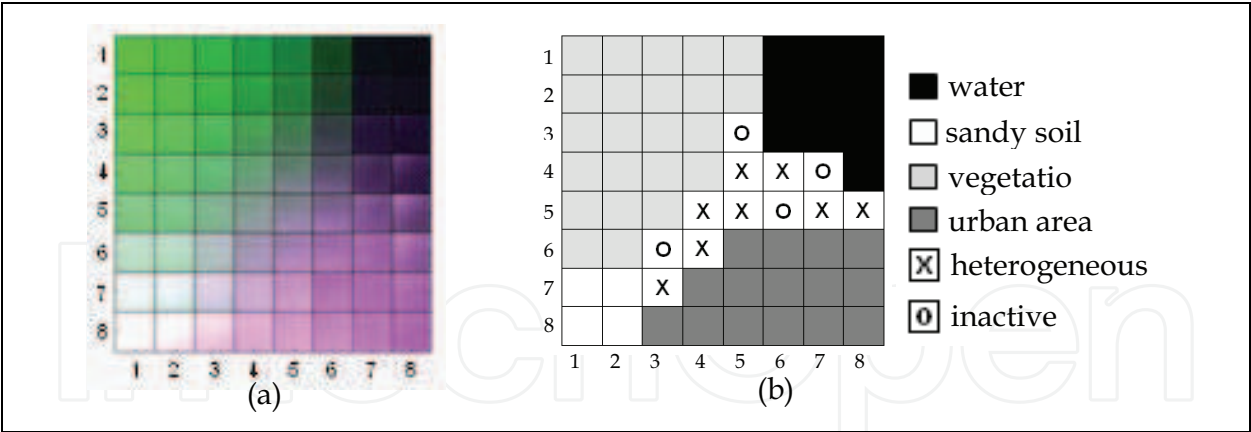 1
2
3
4
5
6
7
8
1 2 3 4 5 6 7 8
(a)
1
2
3 O
4 X X O
5 X X O X X
6 O X
7 X
8
1 2 3 4 5 6 7 8
(b)
water
sandy soil
vegetatio
urban area
X heterogeneous
O inactive
intechopen